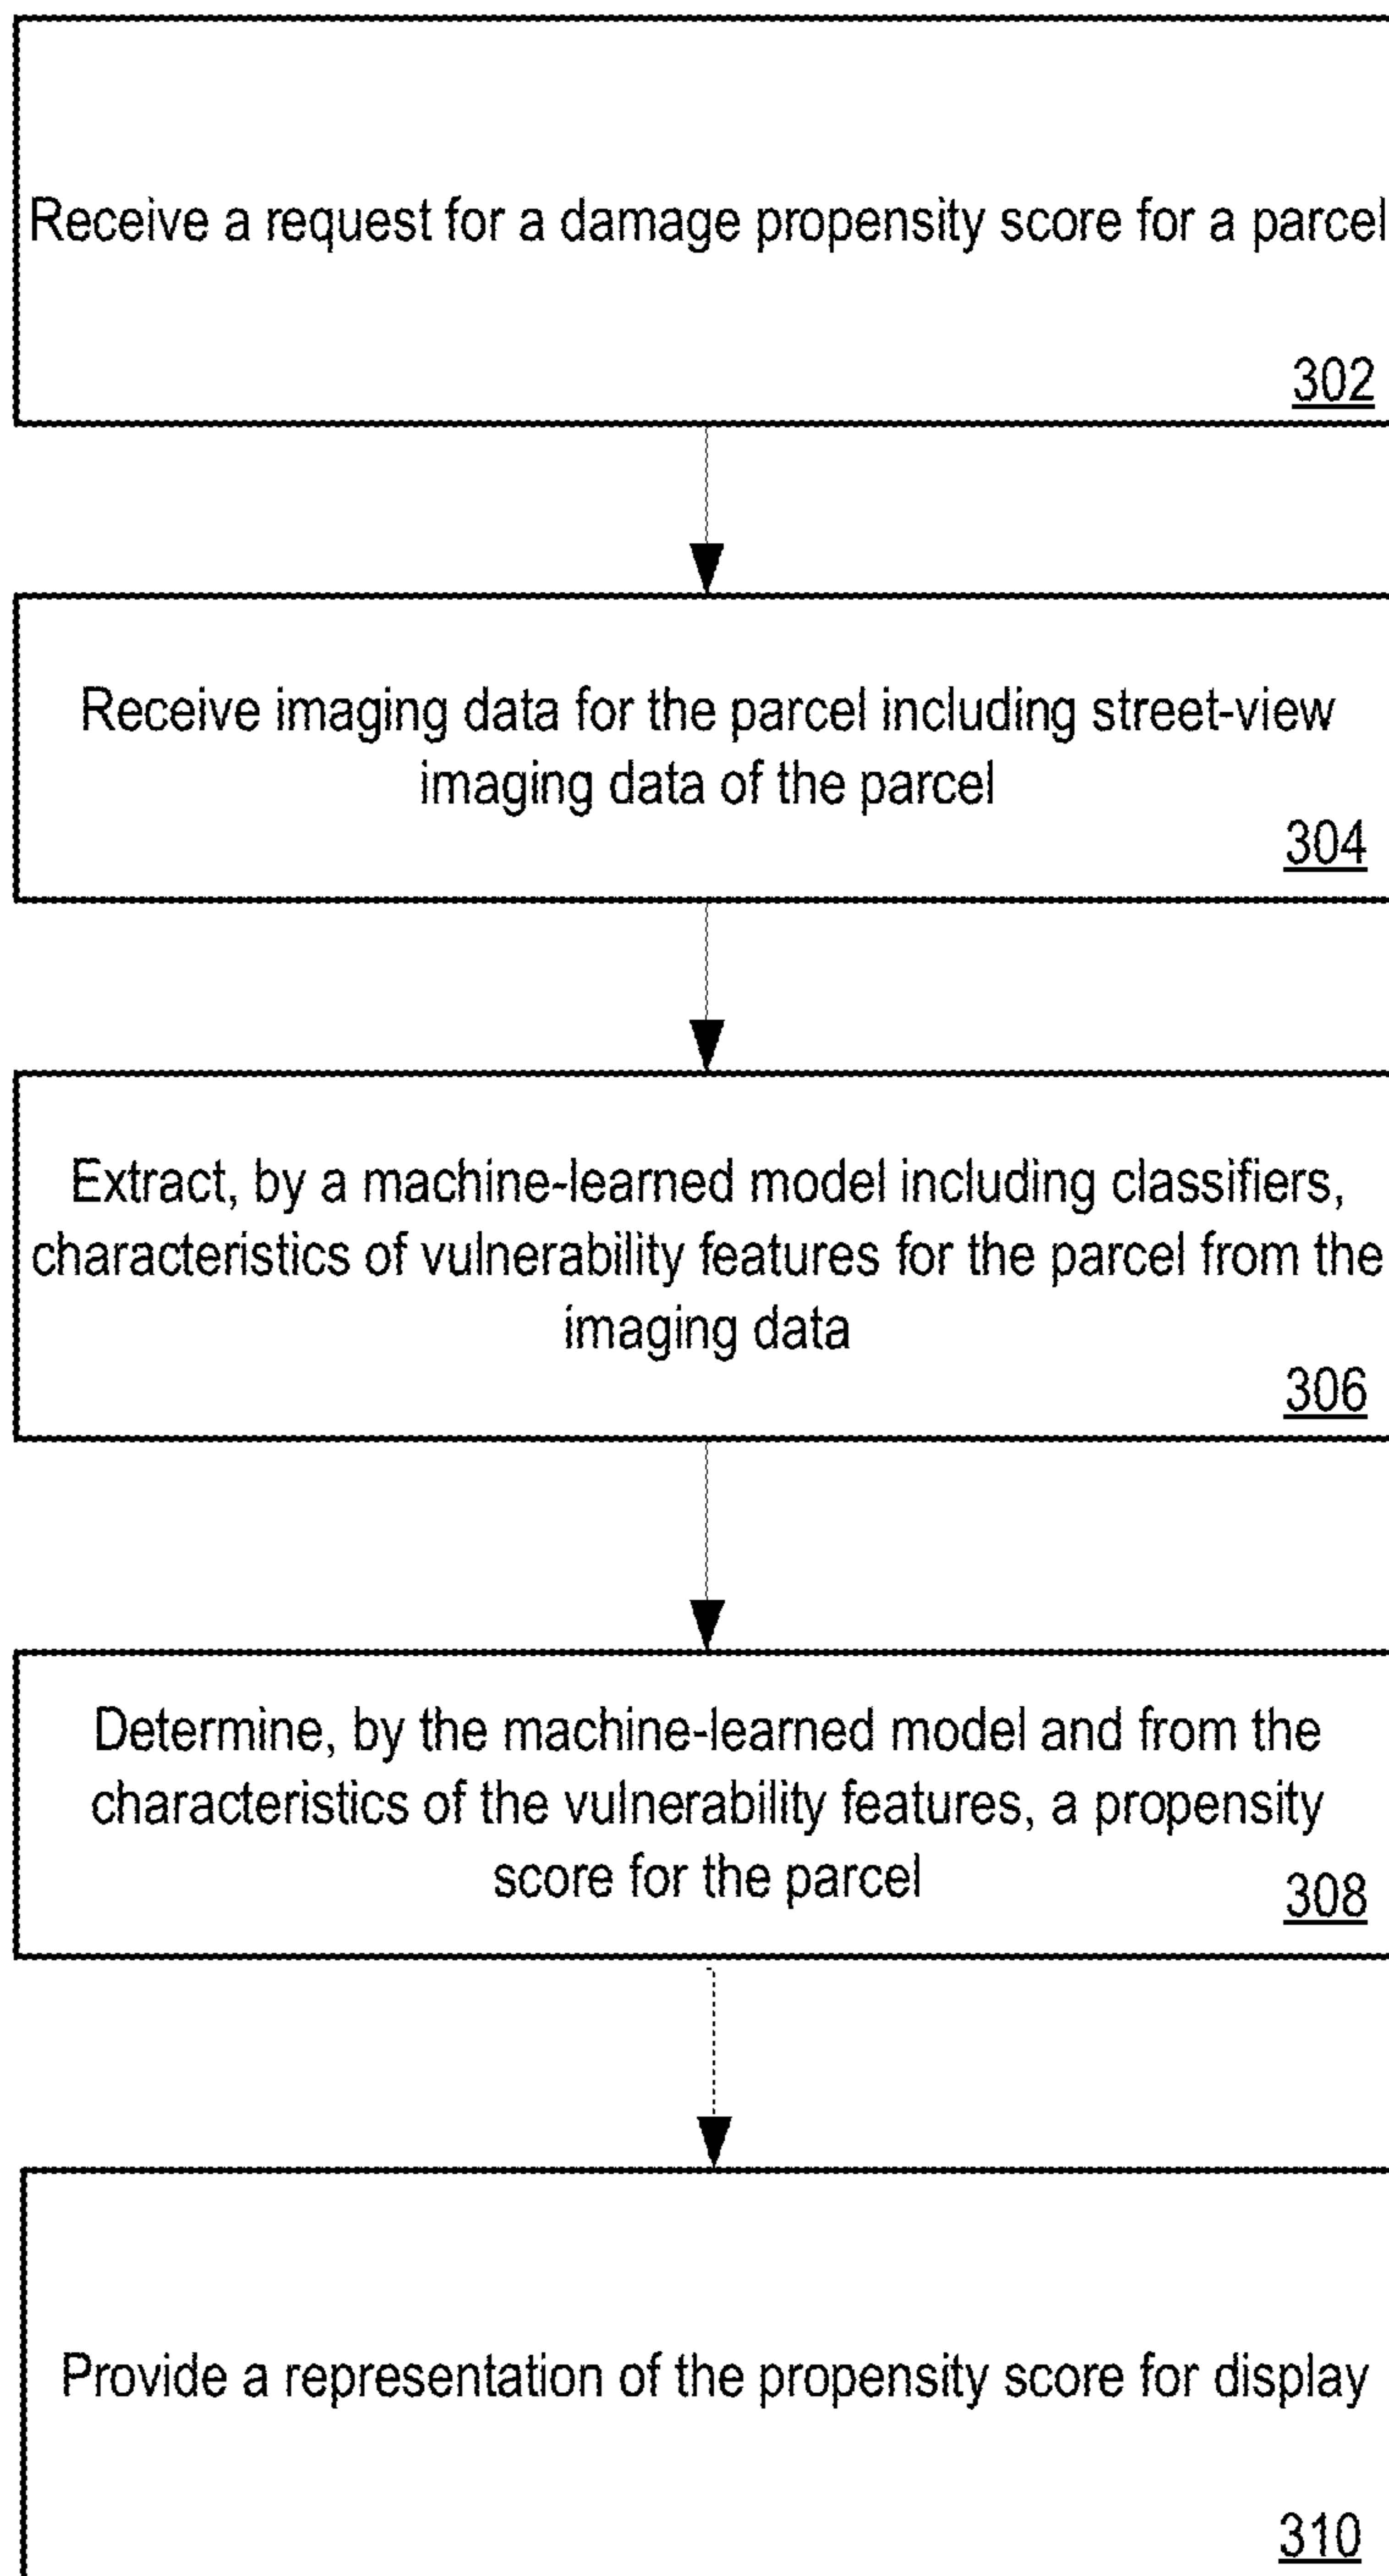 Receive a request for a damage propensity score for a parcel
302
Receive imaging data for the parcel including street-view
imaging data of the parcel
304
Extract, by a machine-learned model including classifiers,
characteristics of vulnerability features for the parcel from the
imaging data
306
Determine, by the machine-learned model and from the
characteristics of the vulnerability features, a propensity
score for the parcel
308
Provide a representation of the propensity score for display
310